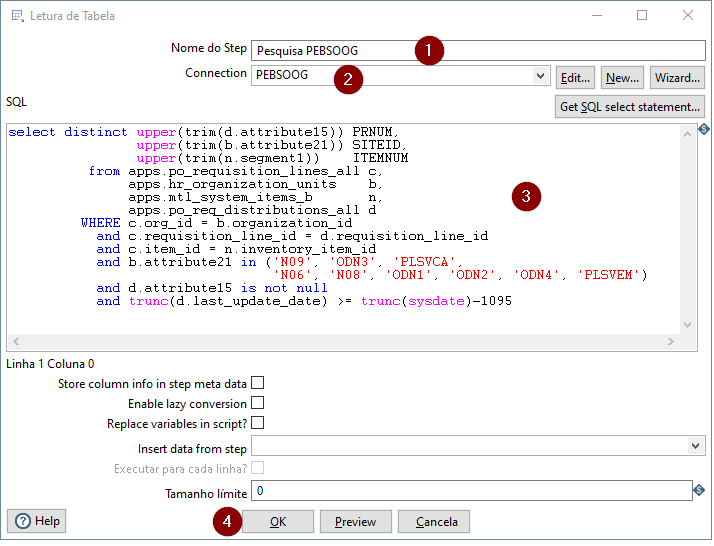 Letura de Tabela
Nome do Step Pesquisa PEBSOOG 1
Connection PEBSOOG 2 Edit... New... Wizard...
SQL Get SQL select statement...
select distinct upper(trim(d.attribute15)) PRNUM,
upper(trim(b.attribute21)) SITEID,
upper(trim(n.segment1)) ITEMNUM
from apps.po_requisition_lines_all c,
apps.hr_organization_units b,
apps.mtl_system_items_b n,
apps.po_req_distributions_all d
WHERE c.org_id = b.organization_id
and c.requisition_line_id = d.requisition_line_id
and c.item_id = n.inventory_item_id
and b.attribute21 in ('N09', 'ODN3', 'PLSVCA',
'N06', 'N08', 'ODN1', 'ODN2', 'ODN4', 'PLSVEM')
and d.attribute15 is not null
and trunc(d.last_update_date) >= trunc(sysdate)-1095
3
Linha 1 Coluna 0
Store column info in step meta data
Enable lazy conversion
Replace variables in script?
Insert data from step
Executar para cada linha?
Tamanho límite 0
Help 4 OK Preview Cancela